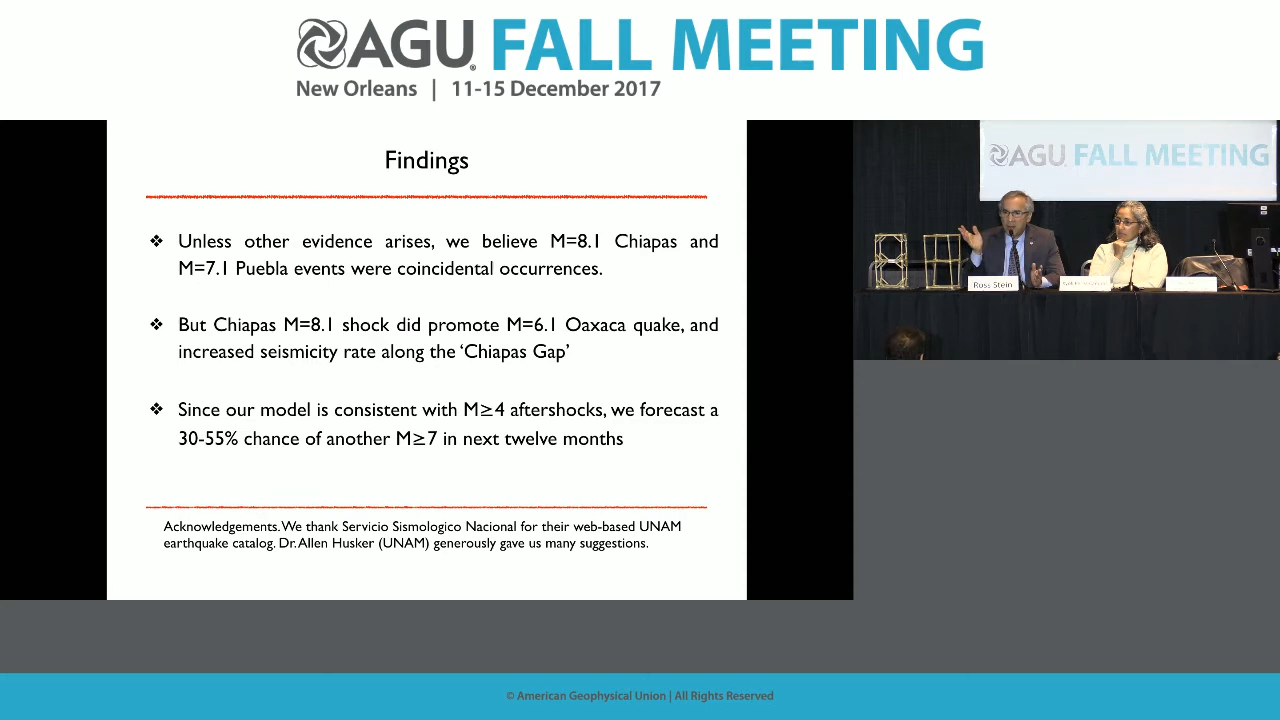 AGU FALL MEETING
New Orleans | 11-15 December 2017
Findings
❖ Unless other evidence arises, we believe M=8.1 Chiapas and
M=7.1 Puebla events were coincidental occurrences.
❖ But Chiapas M=8.1 shock did promote M=6.1 Oaxaca quake, and
increased seismicity rate along the ‘Chiapas Gap’
❖ Since our model is consistent with M≥4 aftershocks, we forecast a
30-55% chance of another M≥7 in next twelve months
Acknowledgements. We thank Servicio Sismologico Nacional for their web-based UNAM
earthquake catalog. Dr. Allen Husker (UNAM) generously gave us many suggestions.
AGU FALL MEETING
Ross Stein
© American Geophysical Union | All Rights Reserved